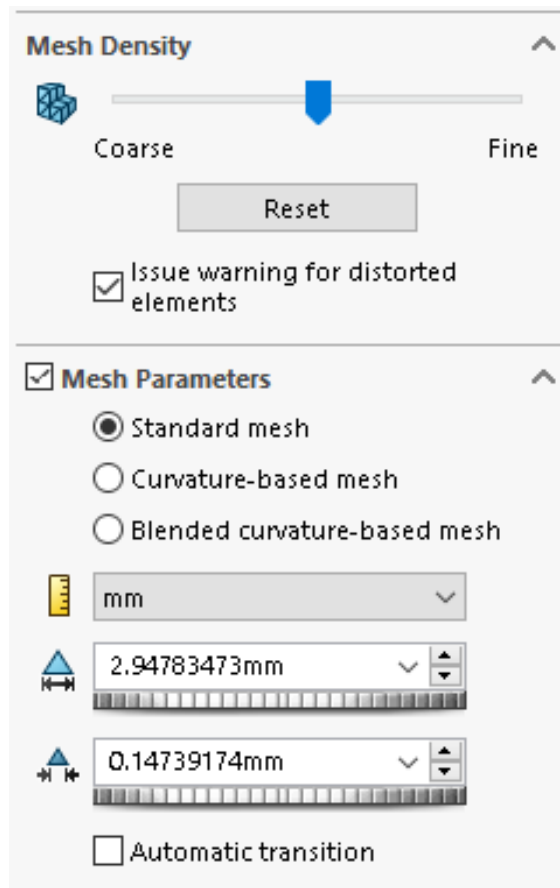 Mesh Density
Coarse
Fine
Reset
Issue warning for distorted
elements
Mesh Parameters
Standard mesh
Curvature-based mesh
Blended curvature-based mesh
mm
2.94783473mm
0.14739174mm
Automatic transition